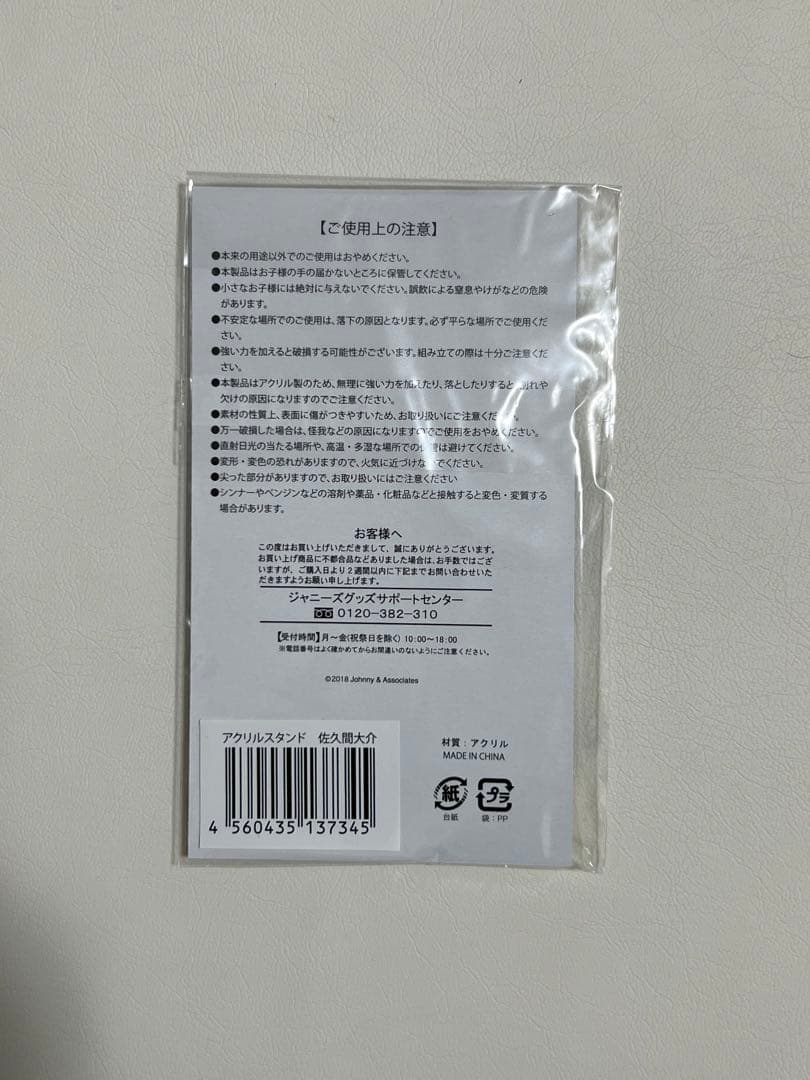 【ご使用上の注意】
●本来の用途以外でのご使用はおやめください。
●本製品はお子様の手の届かないところに保管してください。
●小さなお子様には絶対に与えないでください。誤飲による窒息やけがなどの危険
があります。
●不安定な場所でのご使用は、落下の原因となります。必ず平らな場所でご使用くだ
さい。
●強い力を加えると破損する可能性がございます。組み立ての際は十分ご注意くだ
さい。
●本製品はアクリル製のため、無理に強い力を加えたり、落としたりすると、割れや
欠けの原因になりますのでご注意ください。
●素材の性質上、表面に傷がつきやすいため、お取り扱いにご注意ください。
●万一破損した場合は、怪我などの原因になりますのでご使用をおやめください。
●直射日光の当たる場所や、高温・多湿な場所での保管は避けてください。
●変形・変色の恐れがありますので、火気に近づけないでください。
●尖った部分がありますので、お取り扱いにはご注意ください
●シンナーやベンジンなどの溶剤や薬品・化粧品などと接触すると変色・変質する
場合があります。
お客様へ
この度はお買い上げいただきまして、誠にありがとうございます。
お買い上げ商品に不都合品などありました場合は、お手数ではござ
いますが、ご購入日より2週間以内に下記までお問い合わせいた
だきますようお願い申し上げます。
ジャニーズグッズサポートセンター
0120-382-310
【受付時間】月〜金(祝祭日を除く) 10:00〜18:00
※電話番号はよく確かめてからお間違いのないようにご注意ください。
©2018 Johnny & Associates
アクリルスタンド 佐久間大介
4 560435 137345
材質:アクリル
MADE IN CHINA
紙 プラ
台紙 袋:PP